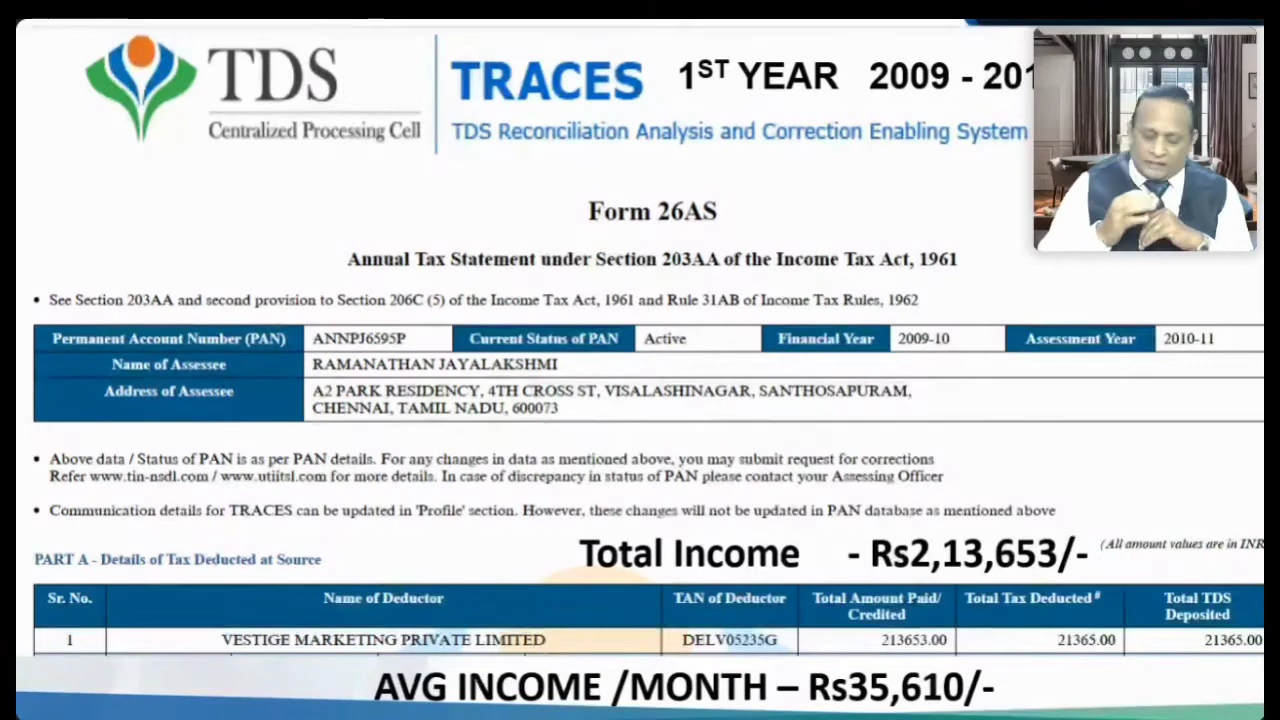 TDS
Centralized Processing Cell
TRACES
TDS Reconciliation Analysis and Correction Enabling System
1ST YEAR 2009 - 201
Form 26AS
Annual Tax Statement under Section 203AA of the Income Tax Act, 1961
• See Section 203AA and second provision to Section 206C (5) of the Income Tax Act, 1961 and Rule 31AB of Income Tax Rules, 1962
Permanent Account Number (PAN) ANNPJ6595P Current Status of PAN Active Financial Year 2009-10 Assessment Year 2010-11
Name of Assessee RAMANATHAN JAYALAKSHMI
Address of Assessee A2 PARK RESIDENCY, 4TH CROSS ST, VISALASHINAGAR, SANTHOSAPURAM,
CHENNAI, TAMIL NADU, 600073
• Above data / Status of PAN is as per PAN details. For any changes in data as mentioned above, you may submit request for corrections
Refer www.tin-nsdl.com / www.utiitsl.com for more details. In case of discrepancy in status of PAN please contact your Assessing Officer
• Communication details for TRACES can be updated in 'Profile' section. However, these changes will not be updated in PAN database as mentioned above
Total Income - Rs2,13,653/- (All amount values are in INR
PART A - Details of Tax Deducted at Source
Sr. No. Name of Deductor TAN of Deductor Total Amount Paid/ Total Tax Deducted # Total TDS
Credited Deposited
1 VESTIGE MARKETING PRIVATE LIMITED DELV05235G 213653.00 21365.00 21365.00
AVG INCOME /MONTH – Rs35,610/-